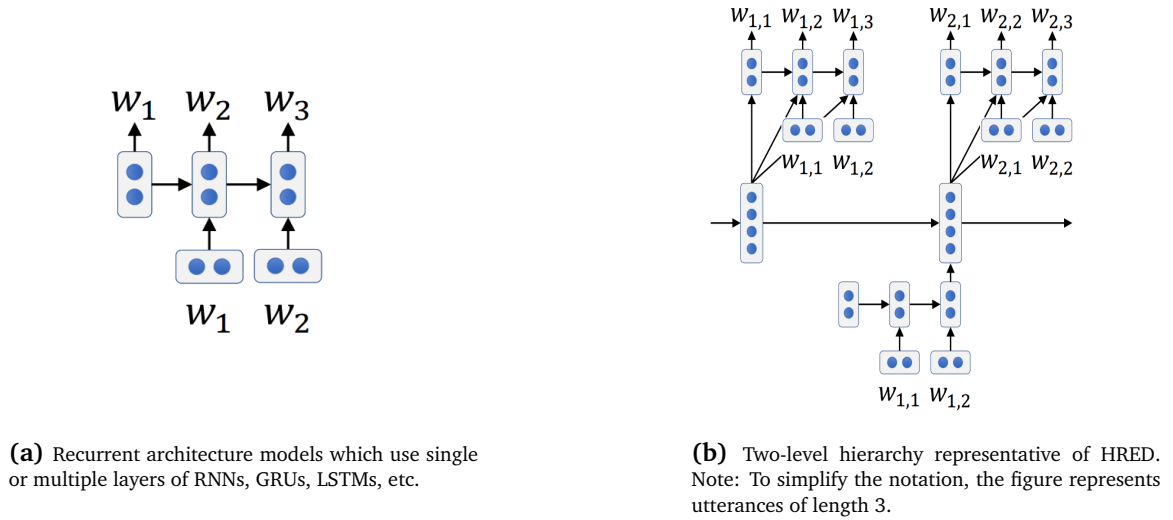 w1 w2 w3
w1 w2
(a) Recurrent architecture models which use single
or multiple layers of RNNs, GRUs, LSTMs, etc.
w1,1 w1,2 w1,3 w2,1 w2,2 w2,3
w1,1 w1,2 w2,1 w2,2
w1,1 w1,2
(b) Two-level hierarchy representative of HRED.
Note: To simplify the notation, the figure represents
utterances of length 3.